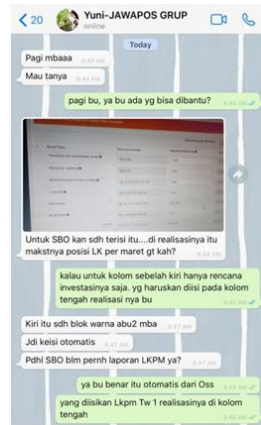 20
Yuni-JAWAPOS GRUP
online
Today
Pagi mbaaa
Mau tanya
pagi bu, ya bu ada yg bisa dibantu?
Untuk SBO kan sdh terisi itu....di realisasinya itu
makstnya posisi LK per maret gt kah?
kalau untuk kolom sebelah kiri hanya rencana
investasinya saja. yg haruskan diisi pada kolom
tengah realisasi nya bu
Kiri itu sdh blok warna abu2 mba
Jdi keisi otomatis
Pdhl SBO blm pernh laporan LKPM ya?
ya bu benar itu otomatis dari Oss
yang diisikan Lkpm Tw 1 realisasinya di kolom
tengah